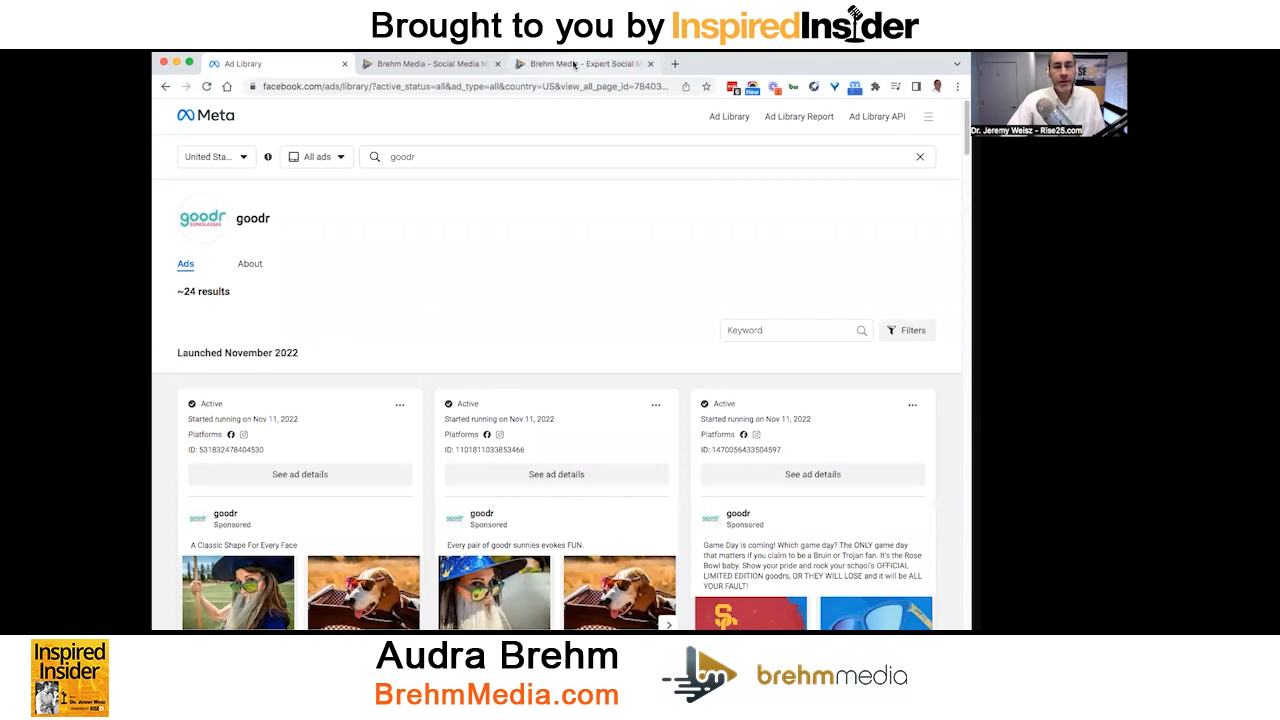 Brought to you by InspiredInsider
Ad Library
Brehm Media - Social Media M
Brehm Media - Expert Social M
facebook.com/ads/library/?active_status=all&ad_type=all&country=US&view_all_page_id=78403...
New
Dr. Jeremy Weisz - Rise25.com
Meta
Ad Library
Ad Library Report
Ad Library API
United Sta...
All ads
goodr
goodr
SUNGLASSES
goodr
Ads
About
~24 results
Keyword
Filters
Launched November 2022
Active
Started running on Nov 11, 2022
Platforms
ID: 531832478404530
See ad details
goodr
Sponsored
A Classic Shape For Every Face
Active
Started running on Nov 11, 2022
Platforms
ID: 1101811033853466
See ad details
goodr
Sponsored
Every pair of goodr sunnies evokes FUN.
Active
Started running on Nov 11, 2022
Platforms
ID: 1470056433504597
See ad details
goodr
Sponsored
Game Day is coming! Which game day? The ONLY game day
that matters if you claim to be a Bruin or Trojan fan. It's the Rose
Bowl baby. Show your pride and rock your school's OFFICIAL
LIMITED EDITION goodrs, OR THEY WILL LOSE and it will be ALL
YOUR FAULT!
SC
Inspired
Insider
with
Dr. Jeremy Weisz
Audra Brehm
BrehmMedia.com
bm
brehmmedia